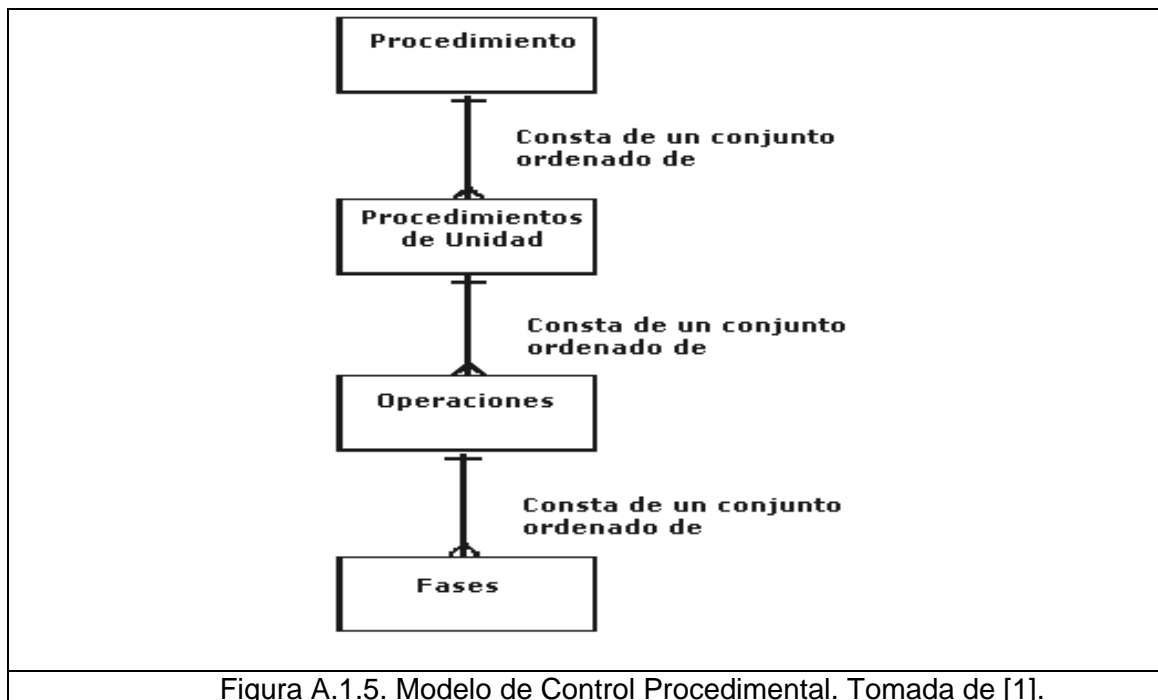 Procedimiento
Consta de un conjunto
ordenado de
Procedimientos
de Unidad
Consta de un conjunto
ordenado de
Operaciones
Consta de un conjunto
ordenado de
Fases
Figura A.1.5. Modelo de Control Procedimental. Tomada de [1].